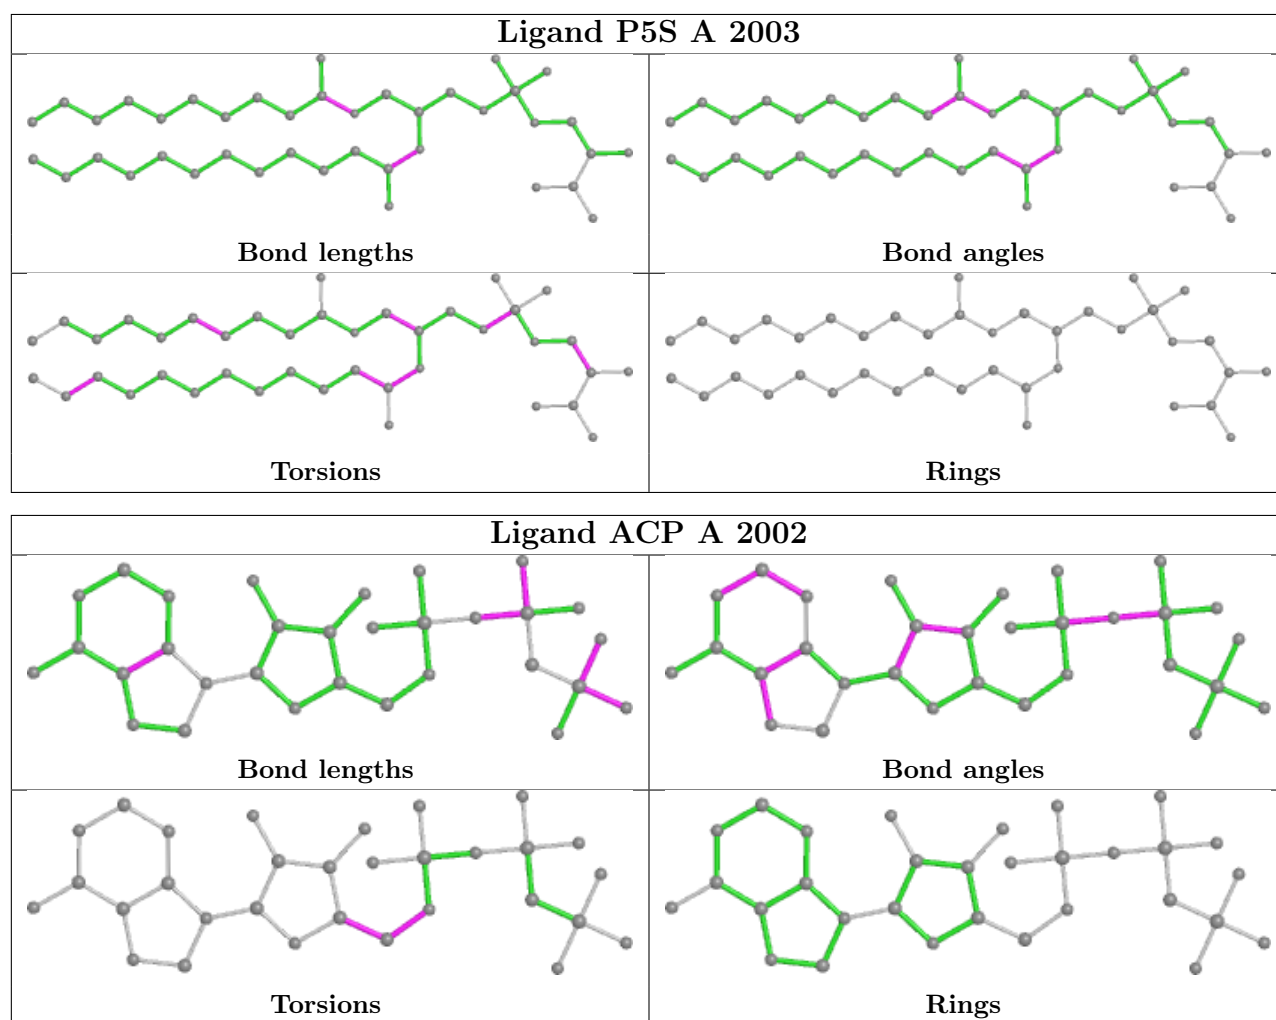 Ligand P5S A 2003
Bond lengths
Bond angles
Torsions
Rings
Ligand ACP A 2002
Bond lengths
Bond angles
Torsions
Rings